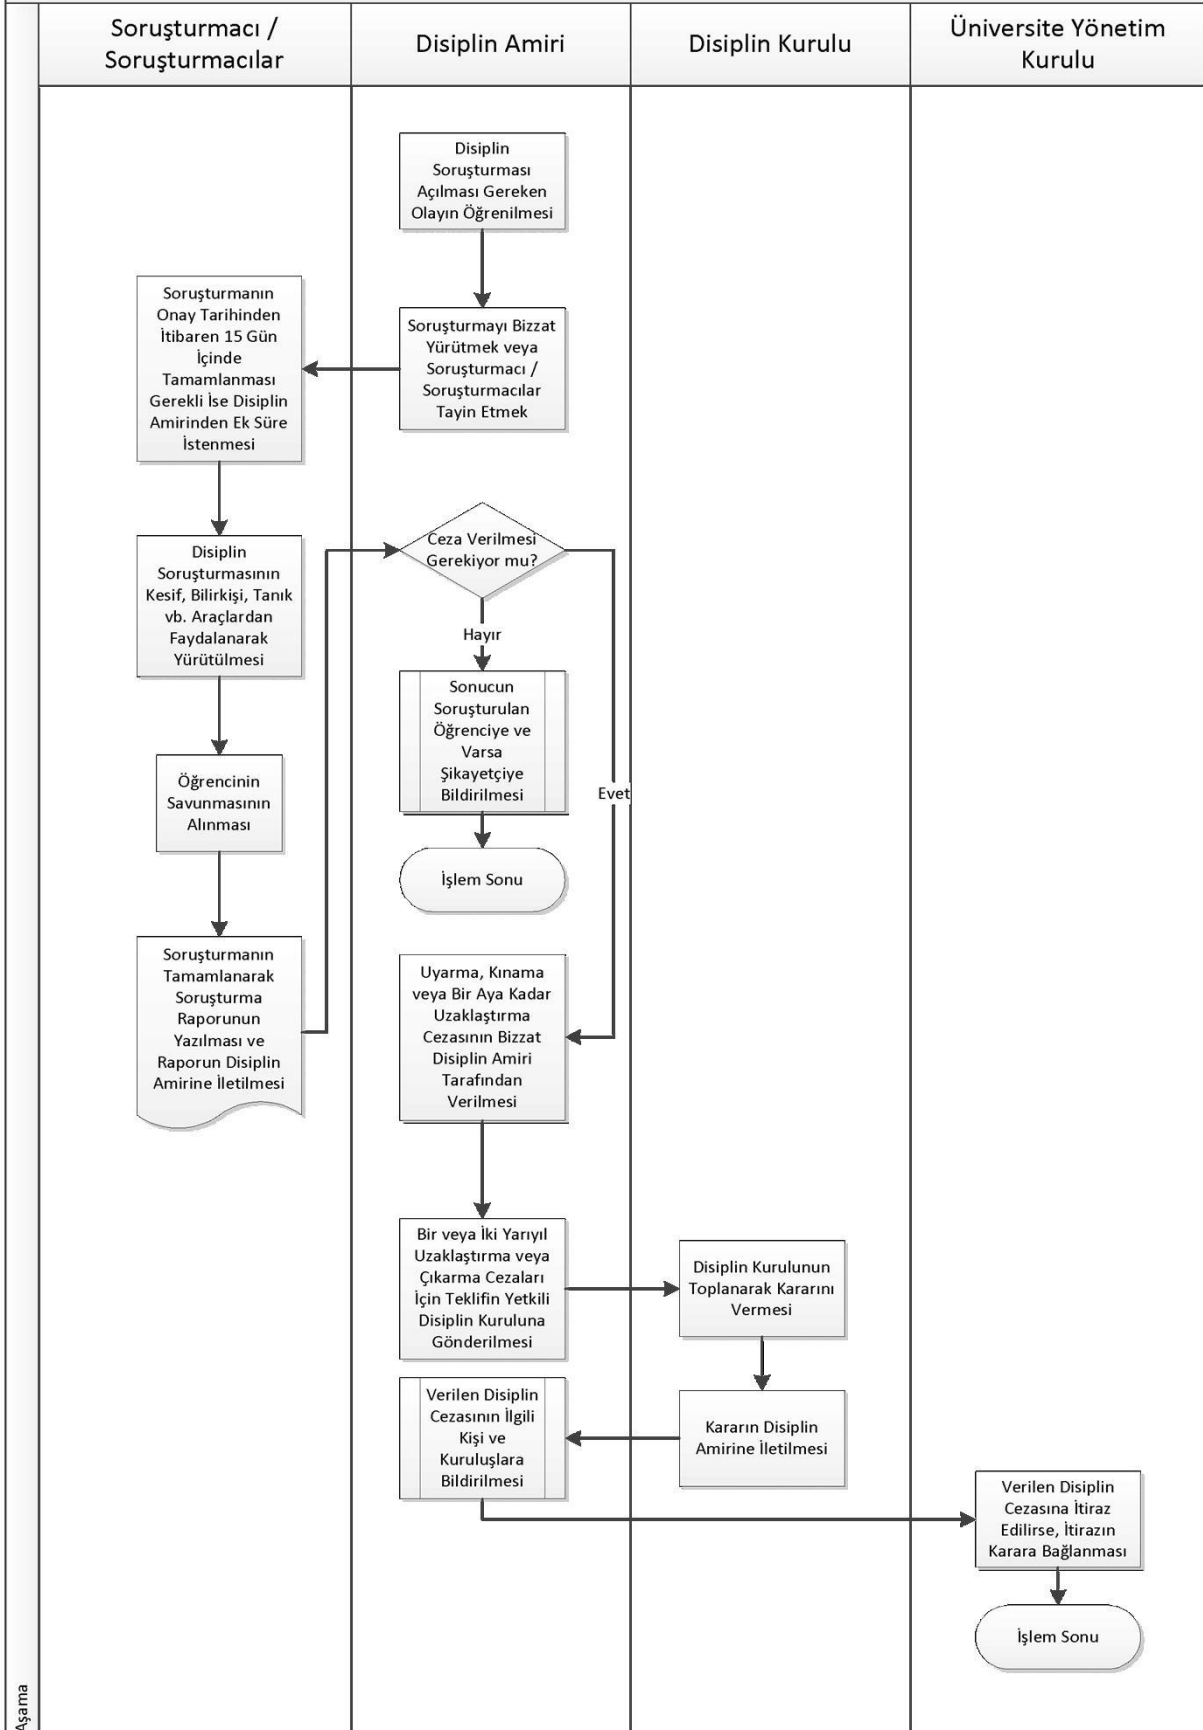 Soruşturmacı /
Soruşturmacılar
Disiplin Amiri
Disiplin Kurulu
Üniversite Yönetim
Kurulu
Disiplin
Soruşturması
Açılması Gereken
Olayın Öğrenilmesi
Soruşturmayı Bizzat
Yürütmek veya
Soruşturmacı /
Soruşturmacılar
Tayin Etmek
Soruşturmanın
Onay Tarihinden
İtibaren 15 Gün
İçinde
Tamamlanması
Gerekli İse Disiplin
Amirinden Ek Süre
İstenmesi
Disiplin
Soruşturmasının
Kesif, Bilirkişi, Tanık
vb. Araçlardan
Faydalanarak
Yürütülmesi
Öğrencinin
Savunmasının
Alınması
Soruşturmanın
Tamamlanarak
Soruşturma
Raporunun
Yazılması ve
Raporun Disiplin
Amirine İletilmesi
Ceza Verilmesi
Gerekiyor mu?
Hayır
Sonucun
Soruşturulan
Öğrenciye ve
Varsa
Şikayetçiye
Bildirilmesi
Evet
İşlem Sonu
Uyarma, Kınama
veya Bir Aya Kadar
Uzaklaştırma
Cezasının Bizzat
Disiplin Amiri
Tarafından
Verilmesi
Bir veya İki Yarıyıl
Uzaklaştırma veya
Çıkarma Cezaları
İçin Teklifin Yetkili
Disiplin Kuruluna
Gönderilmesi
Disiplin Kurulunun
Toplanarak Kararını
Vermesi
Kararın Disiplin
Amirine İletilmesi
Verilen Disiplin
Cezasının İlgili
Kişi ve
Kuruluşlara
Bildirilmesi
Verilen Disiplin
Cezasına İtiraz
Edilirse, İtirazın
Karara Bağlanması
İşlem Sonu
Aşama